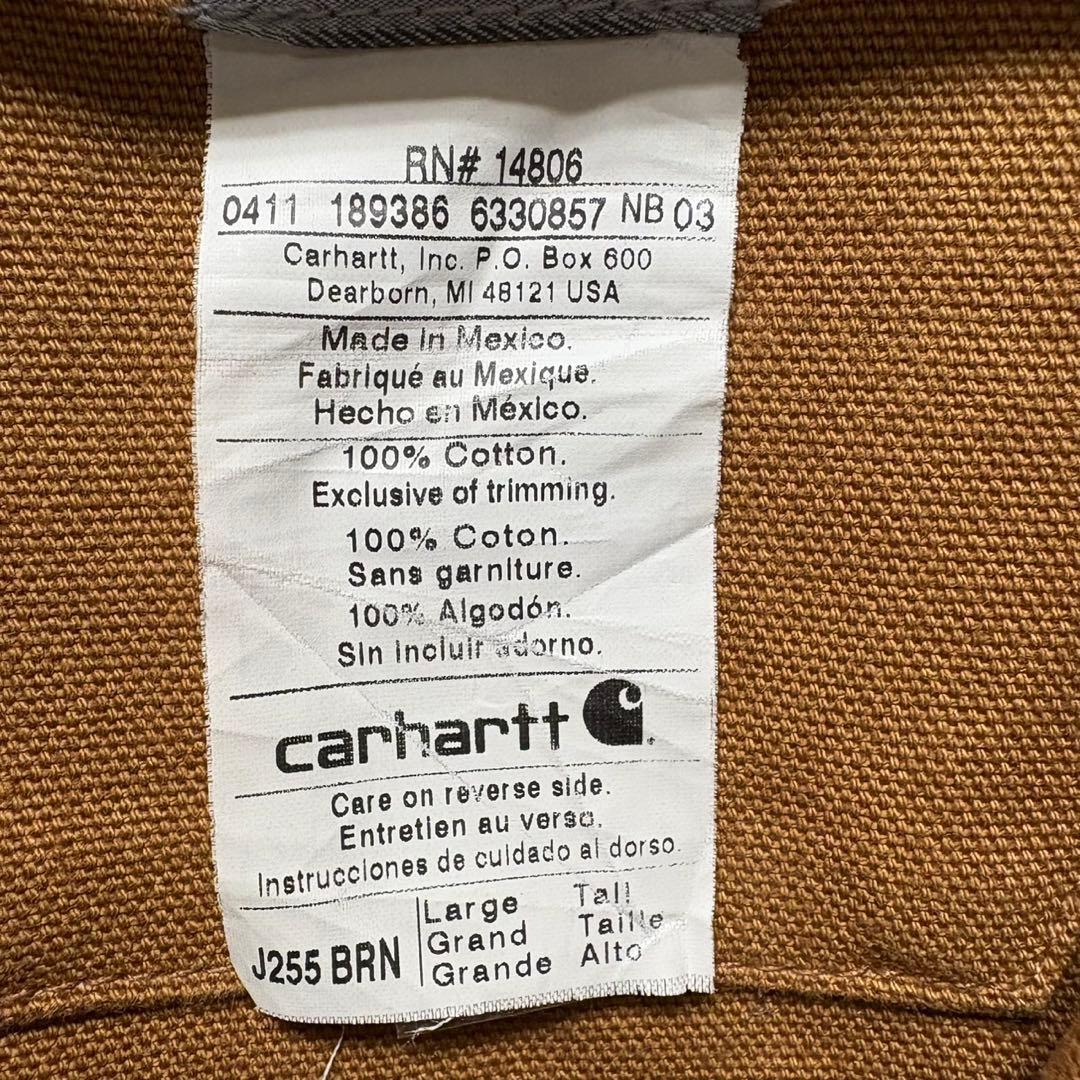 RN# 14806
0411 189386 6330857 NB 03
Carhartt, Inc. P.O. Box 600
Dearborn, MI 48121 USA
Made in Mexico.
Fabriqué au Mexique.
Hecho en México.
100% Cotton.
Exclusive of trimming.
100% Coton.
Sans garniture.
100% Algodón.
Sin incluir adorno.
carhartt
Care on reverse side.
Entretien au verso.
Instrucciones de cuidado al dorso.
J255 BRN
Large Tall
Grand Taille
Grande Alto